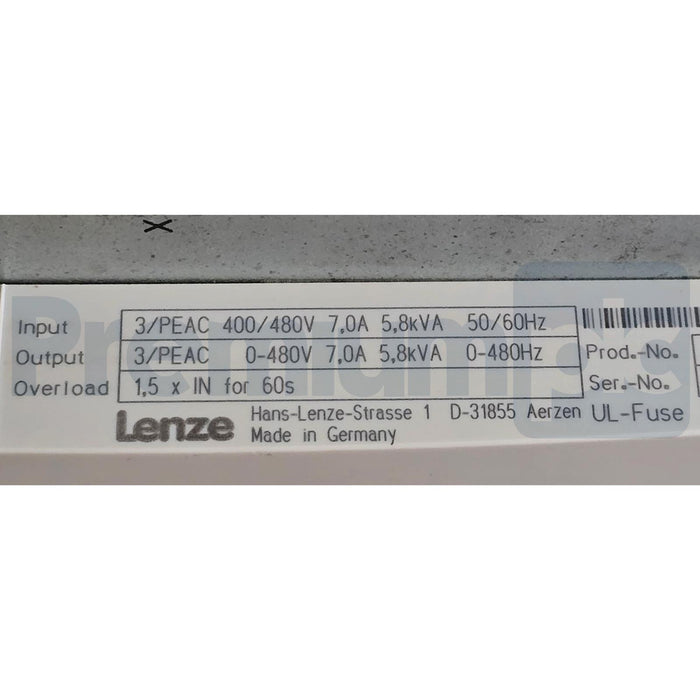 Input 3/PEAC 400/480V 7,0A 5,8kVA 50/60Hz
Output 3/PEAC 0-480V 7,0A 5,8kVA 0-480Hz Prod.-No.
Overload 1,5 x IN for 60s Ser.-No.
Lenze Hans-Lenze-Strasse 1 D-31855 Aerzen UL-Fuse
Made in Germany
Premiumplc